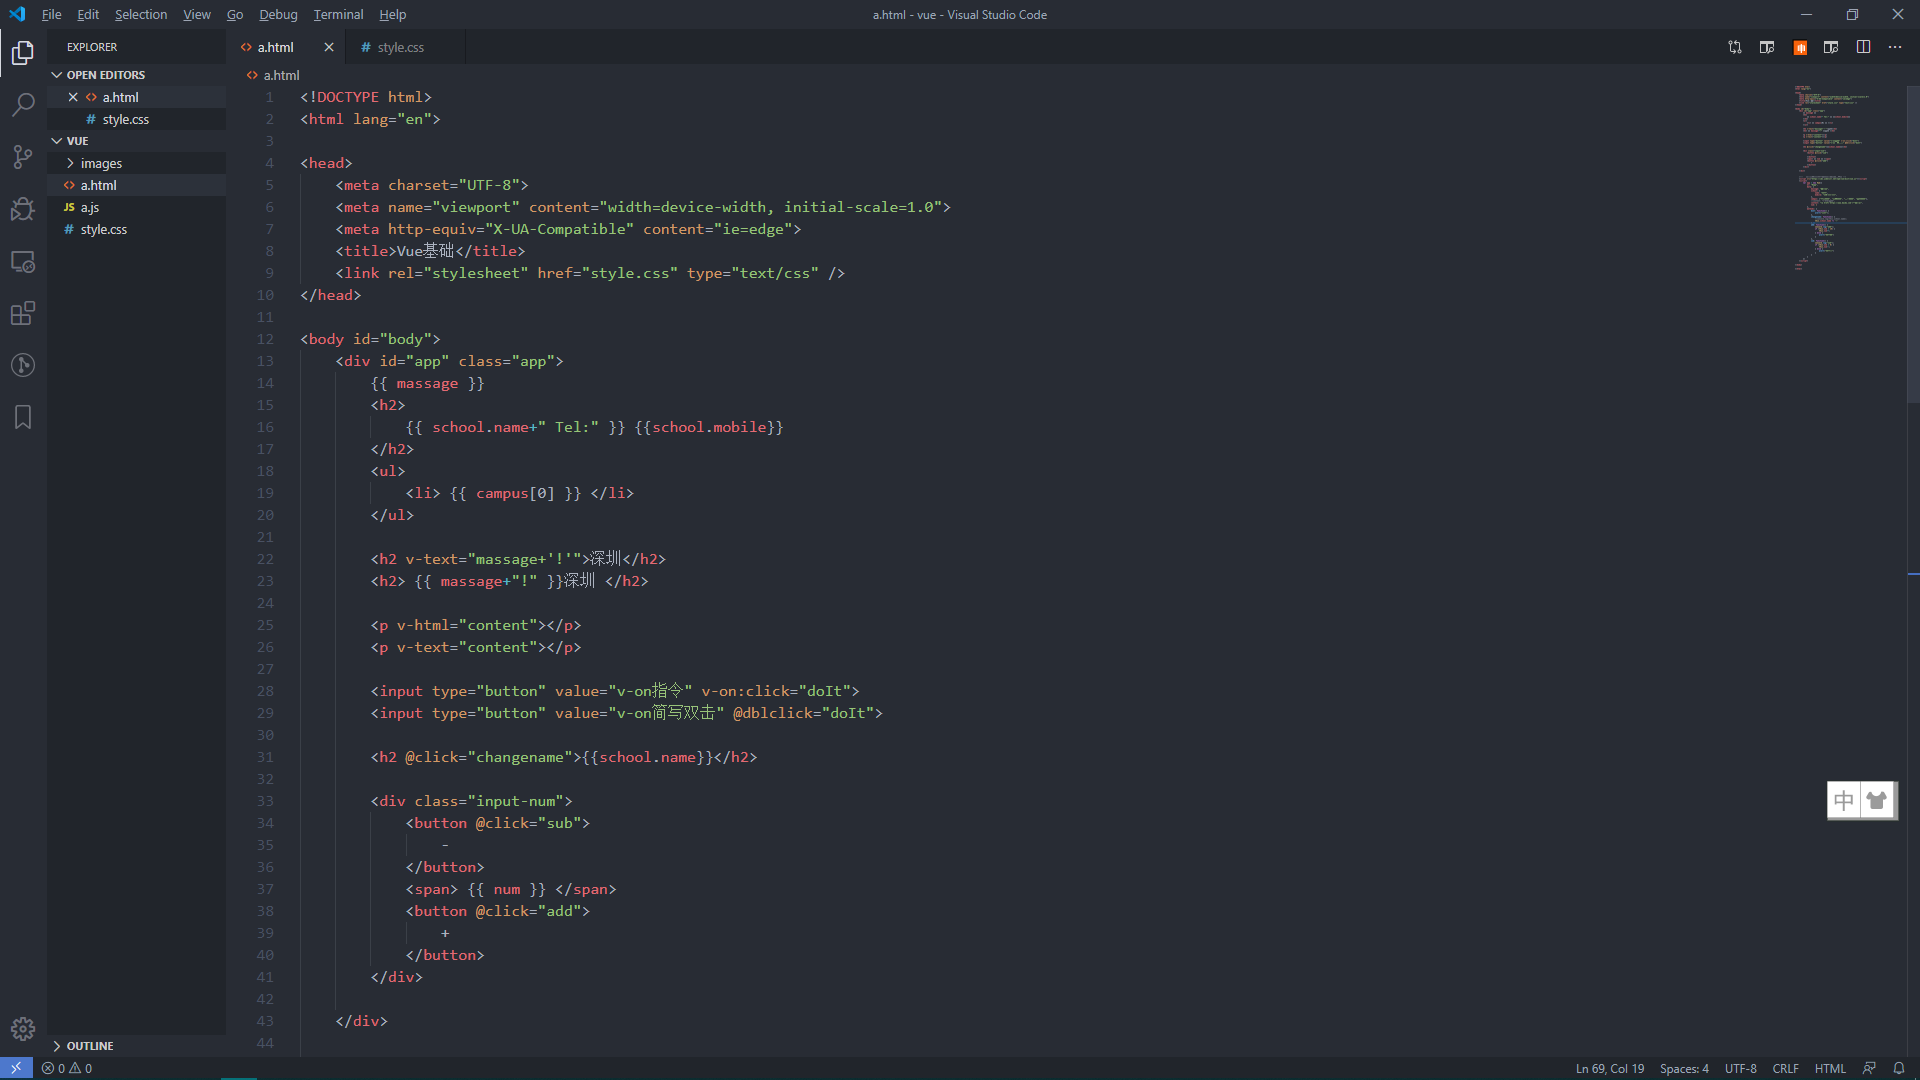 File Edit Selection View Go Debug Terminal Help
a.html - vue - Visual Studio Code
EXPLORER
OPEN EDITORS
a.html
# style.css
VUE
images
a.html
JS a.js
# style.css
OUTLINE
a.html
# style.css
a.html
1 <!DOCTYPE html>
2 <html lang="en">
3
4 <head>
5 <meta charset="UTF-8">
6 <meta name="viewport" content="width=device-width, initial-scale=1.0">
7 <meta http-equiv="X-UA-Compatible" content="ie=edge">
8 <title>Vue基础</title>
9 <link rel="stylesheet" href="style.css" type="text/css" />
10 </head>
11
12 <body id="body">
13 <div id="app" class="app">
14 {{ massage }}
15 <h2>
16 {{ school.name+" Tel:" }} {{school.mobile}}
17 </h2>
18 <ul>
19 <li> {{ campus[0] }} </li>
20 </ul>
21
22 <h2 v-text="massage+'!'">深圳</h2>
23 <h2> {{ massage+"!" }}深圳 </h2>
24
25 <p v-html="content"></p>
26 <p v-text="content"></p>
27
28 <input type="button" value="v-on指令" v-on:click="doIt">
29 <input type="button" value="v-on简写双击" @dblclick="doIt">
30
31 <h2 @click="changename">{{school.name}}</h2>
32
33 <div class="input-num">
34 <button @click="sub">
35 -
36 </button>
37 <span> {{ num }} </span>
38 <button @click="add">
39 +
40 </button>
41 </div>
42
43 </div>
44
中
0 0
Ln 69, Col 19 Spaces: 4 UTF-8 CRLF HTML